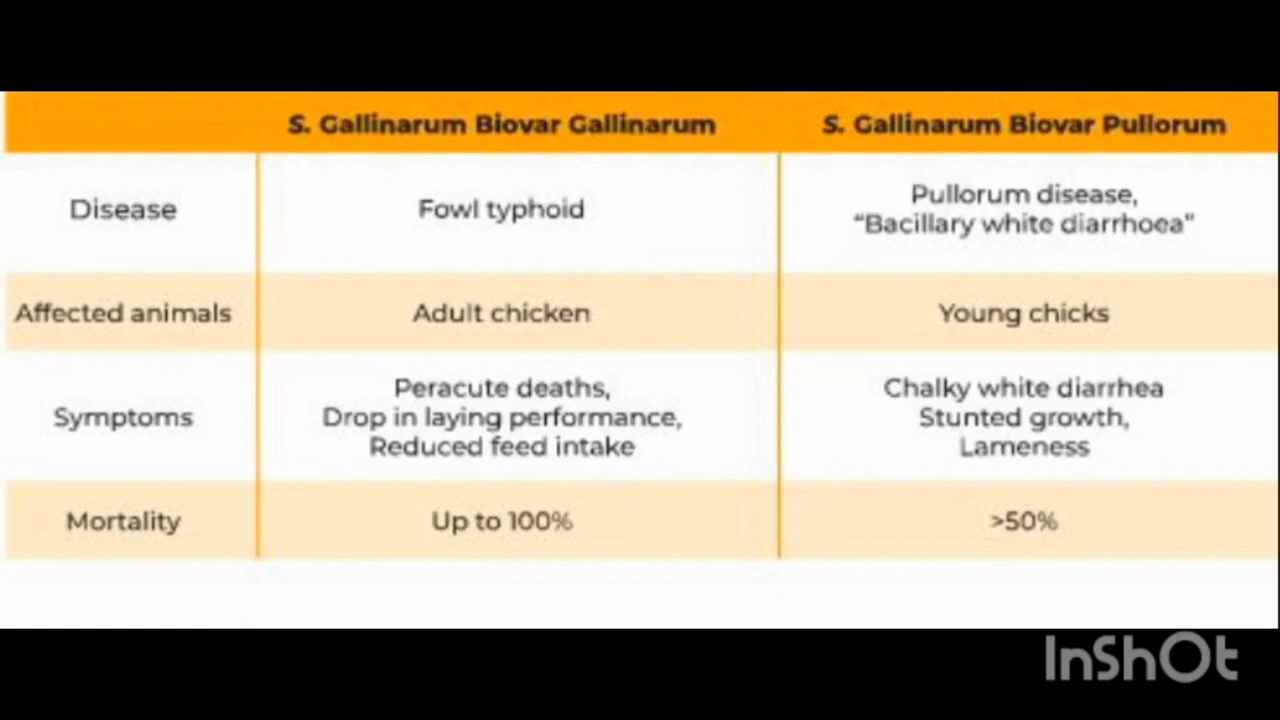 S. Gallinarum Biovar Gallinarum
S. Gallinarum Biovar Pullorum
Disease
Fowl typhoid
Pullorum disease,
“Bacillary white diarrhoea”
Affected animals
Adult chicken
Young chicks
Symptoms
Peracute deaths,
Drop in laying performance,
Reduced feed intake
Chalky white diarrhea
Stunted growth,
Lameness
Mortality
Up to 100%
>50%
InShOt